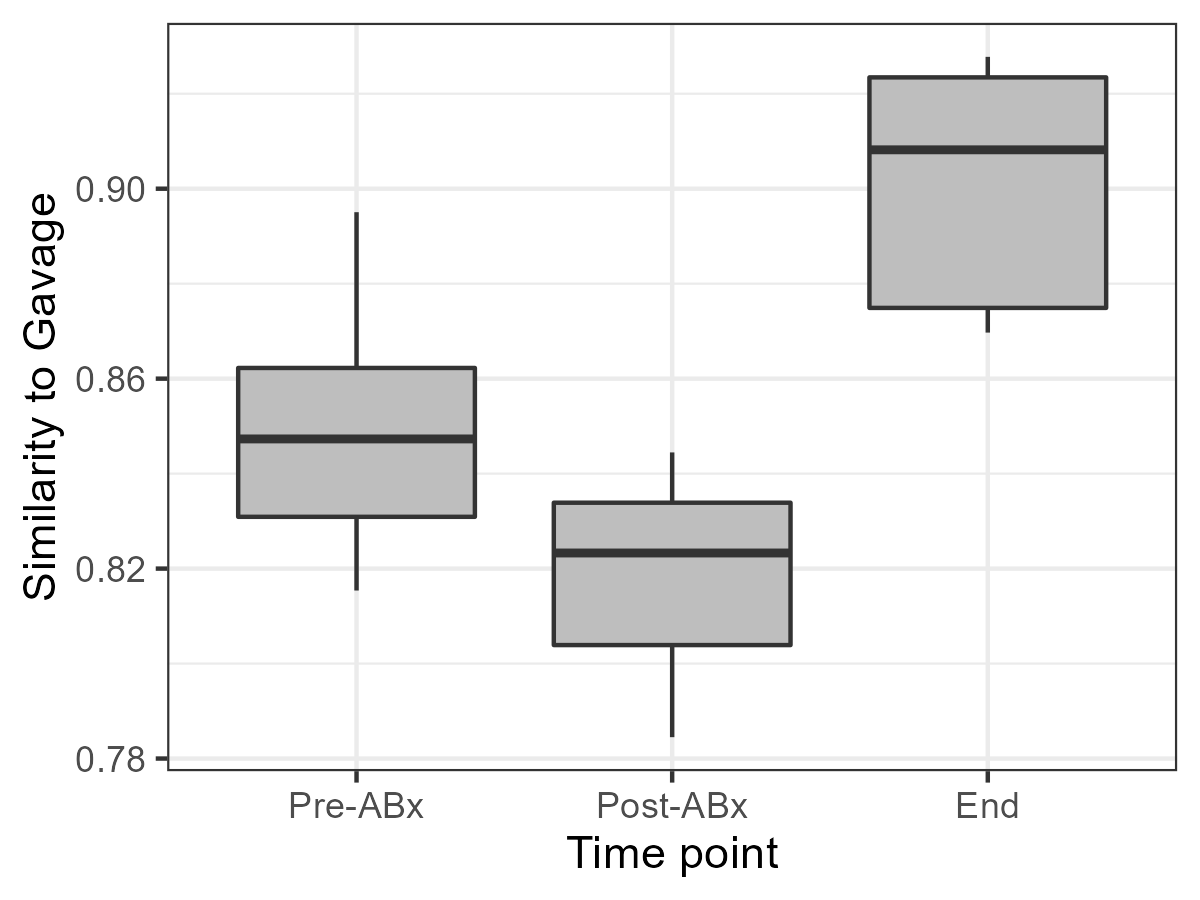 Similarity to Gavage
0.90
0.86
0.82
0.78
Pre-ABx Post-ABx End
Time point